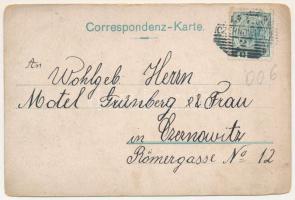 Correspondenz-Karte.
An
Wohlgeb. Herrn
Motel Grünberg & Frau
in Czernowitz
Römergasse No 12
006